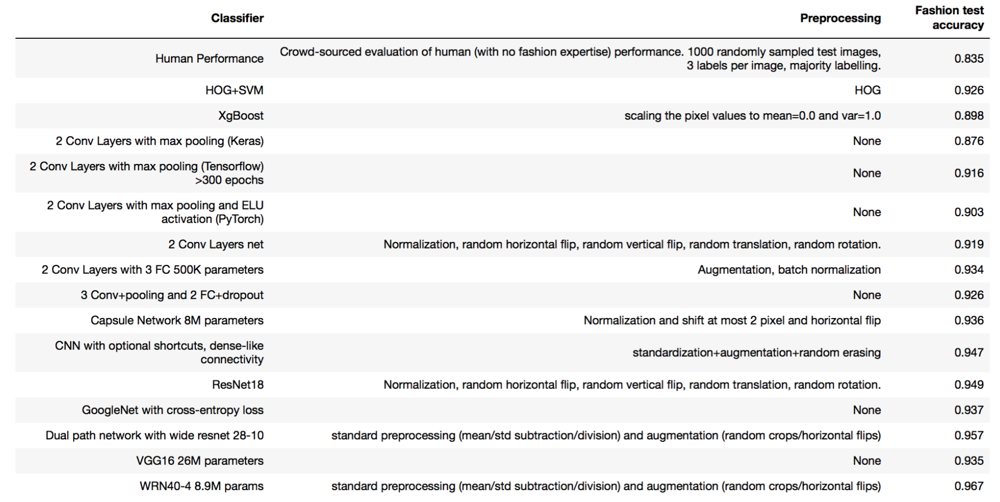 Classifier Preprocessing Fashion test accuracy
Human Performance Crowd-sourced evaluation of human (with no fashion expertise) performance. 1000 randomly sampled test images, 3 labels per image, majority labelling. 0.835
HOG+SVM HOG 0.926
XgBoost scaling the pixel values to mean=0.0 and var=1.0 0.898
2 Conv Layers with max pooling (Keras) None 0.876
2 Conv Layers with max pooling (Tensorflow) >300 epochs None 0.916
2 Conv Layers with max pooling and ELU activation (PyTorch) None 0.903
2 Conv Layers net Normalization, random horizontal flip, random vertical flip, random translation, random rotation. 0.919
2 Conv Layers with 3 FC 500K parameters Augmentation, batch normalization 0.934
3 Conv+pooling and 2 FC+dropout None 0.926
Capsule Network 8M parameters Normalization and shift at most 2 pixel and horizontal flip 0.936
CNN with optional shortcuts, dense-like connectivity standardization+augmentation+random erasing 0.947
ResNet18 Normalization, random horizontal flip, random vertical flip, random translation, random rotation. 0.949
GoogleNet with cross-entropy loss None 0.937
Dual path network with wide resnet 28-10 standard preprocessing (mean/std subtraction/division) and augmentation (random crops/horizontal flips) 0.957
VGG16 26M parameters None 0.935
WRN40-4 8.9M params standard preprocessing (mean/std subtraction/division) and augmentation (random crops/horizontal flips) 0.967